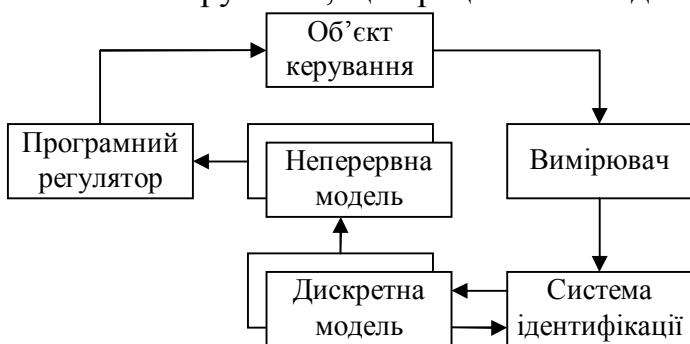 Об’єкт
керування
Програмний
регулятор
Неперервна
модель
Вимірювач
Дискретна
модель
Система
ідентифікації